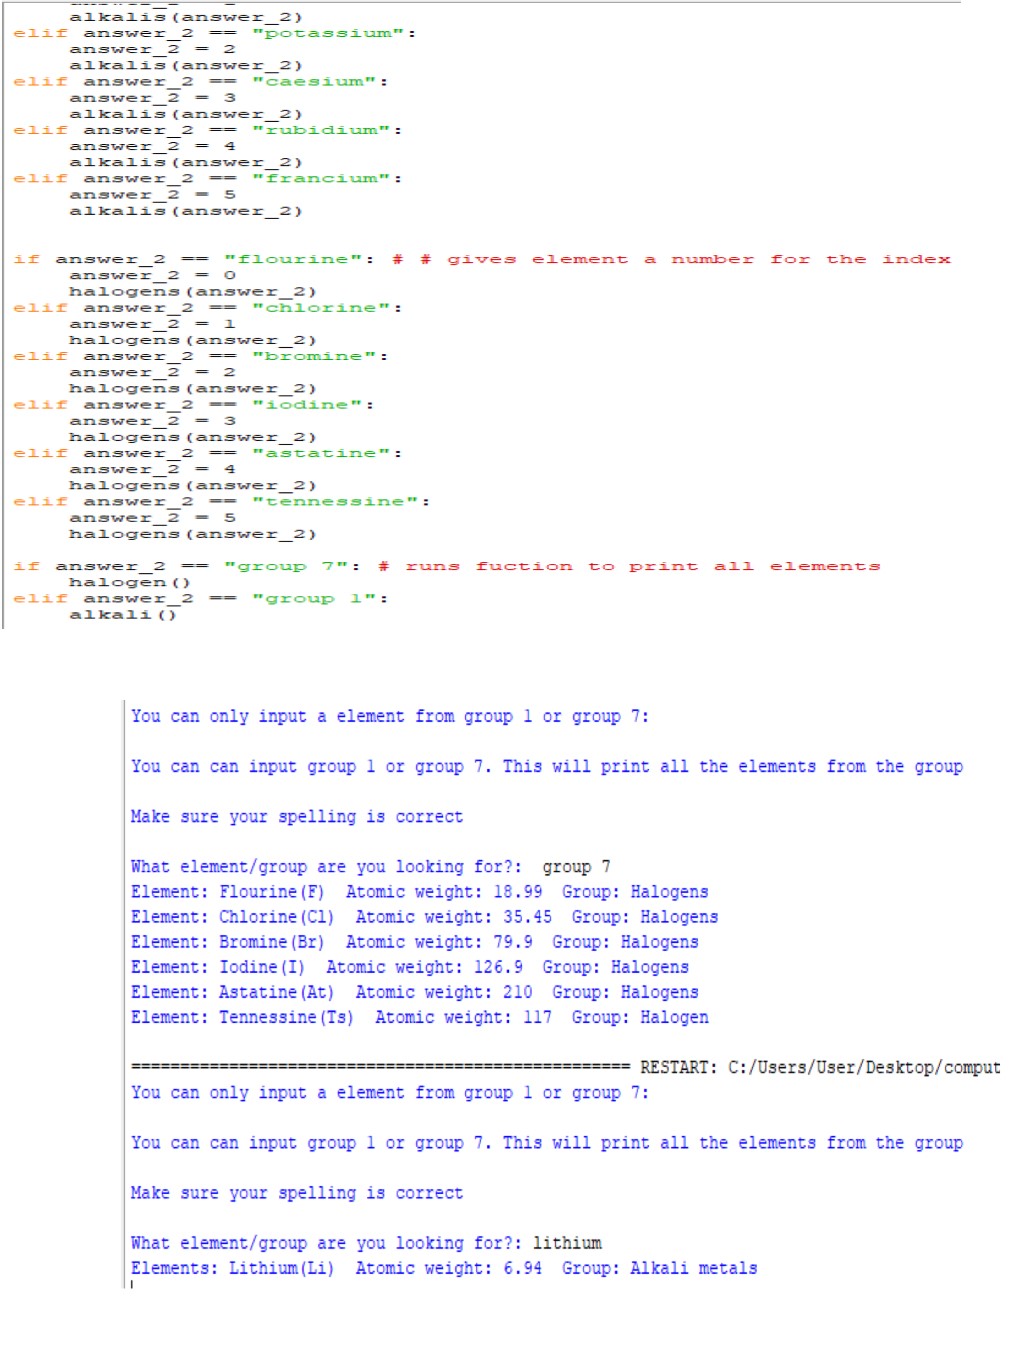 alkalis(answer_2)
elif answer_2 == "potassium":
answer_2 = 2
alkalis(answer_2)
elif answer_2 == "caesium":
answer_2 = 3
alkalis(answer_2)
elif answer_2 == "rubidium":
answer_2 = 4
alkalis(answer_2)
elif answer_2 == "francium":
answer_2 = 5
alkalis(answer_2)
if answer_2 == "flourine": # # gives element a number for the index
answer_2 = 0
halogens(answer_2)
elif answer_2 == "chlorine":
answer_2 = 1
halogens(answer_2)
elif answer_2 == "bromine":
answer_2 = 2
halogens(answer_2)
elif answer_2 == "iodine":
answer_2 = 3
halogens(answer_2)
elif answer_2 == "astatine":
answer_2 = 4
halogens(answer_2)
elif answer_2 == "tennessine":
answer_2 = 5
halogens(answer_2)
if answer_2 == "group 7": # runs fuction to print all elements
halogen()
elif answer_2 == "group 1":
alkali()
You can only input a element from group 1 or group 7:
You can can input group 1 or group 7. This will print all the elements from the group
Make sure your spelling is correct
What element/group are you looking for?:  group 7
Element: Flourine(F)  Atomic weight: 18.99  Group: Halogens
Element: Chlorine(Cl)  Atomic weight: 35.45  Group: Halogens
Element: Bromine(Br)  Atomic weight: 79.9  Group: Halogens
Element: Iodine(I)  Atomic weight: 126.9  Group: Halogens
Element: Astatine(At)  Atomic weight: 210  Group: Halogens
Element: Tennessine(Ts)  Atomic weight: 117  Group: Halogen
=================================================== RESTART: C:/Users/User/Desktop/comput
You can only input a element from group 1 or group 7:
You can can input group 1 or group 7. This will print all the elements from the group
Make sure your spelling is correct
What element/group are you looking for?: lithium
Elements: Lithium(Li)  Atomic weight: 6.94  Group: Alkali metals